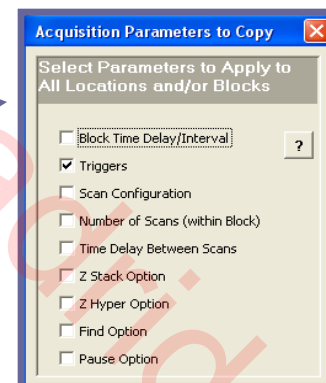 Acquisition Parameters to Copy
Select Parameters to Apply to
All Locations and/or Blocks
Block Time Delay/Interval
?
Triggers
Scan Configuration
Number of Scans (within Block)
Time Delay Between Scans
Z Stack Option
Z Hyper Option
Find Option
Pause Option